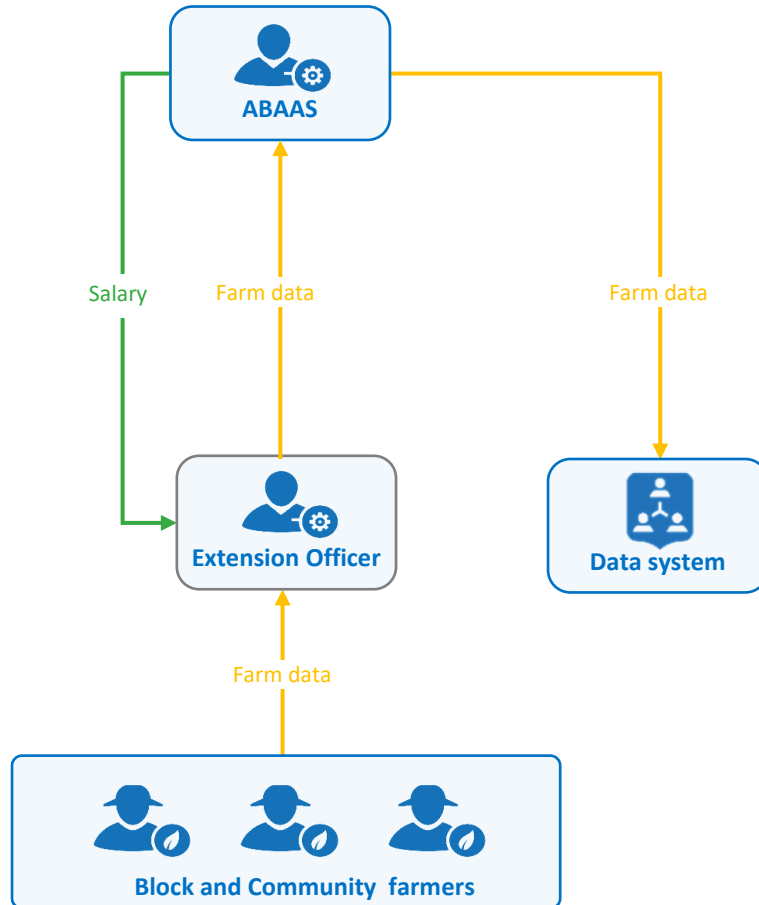 ABAAS
Salary
Farm data
Farm data
Extension Officer
Data system
Farm data
Block and Community farmers